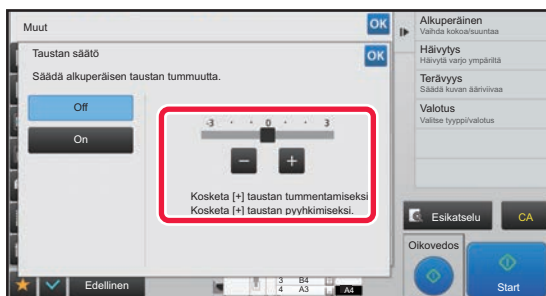 Muut
OK
Taustan säätö
OK
Säädä alkuperäisen taustan tummuutta.
Off
On
-3 · · 0 · · 3
− +
Kosketa [+] taustan tummentamiseksi
Kosketa [+] taustan pyyhkimiseksi.
Edellinen
3 B4
4 A3
A4
Alkuperäinen
Vaihda kokoa/suuntaa
Häivytys
Häivytä varjo ympäriltä
Terävyys
Säädä kuvan ääriviivaa
Valotus
Valitse tyyppi/valotus
Esikatselu
CA
Oikovedos
Start